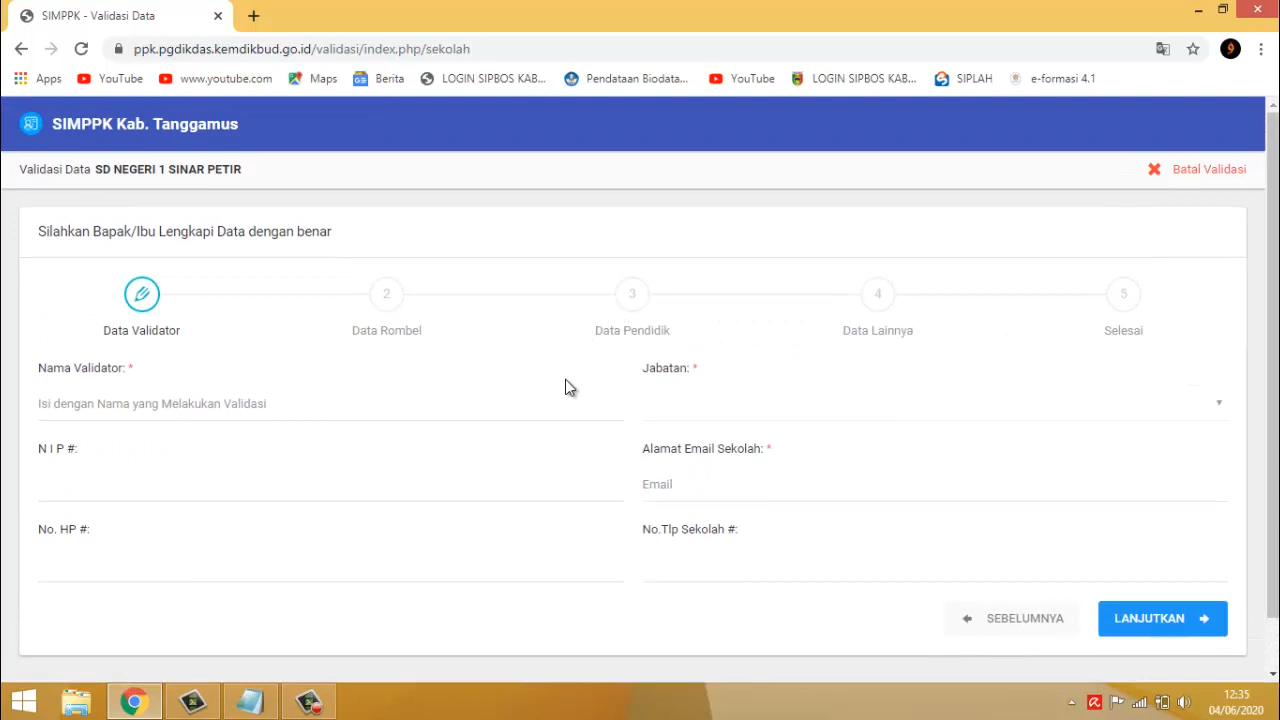 SIMPPK - Validasi Data
ppk.pgdikdas.kemdikbud.go.id/validasi/index.php/sekolah
9
Apps YouTube www.youtube.com Maps Berita LOGIN SIPBOS KAB... Pendataan Biodata... YouTube LOGIN SIPBOS KAB... SIPLAH e-formasi 4.1
SIMPPK Kab. Tanggamus
Validasi Data SD NEGERI 1 SINAR PETIR
Batal Validasi
Silahkan Bapak/Ibu Lengkapi Data dengan benar
2 3 4 5
Data Validator Data Rombel Data Pendidik Data Lainnya Selesai
Nama Validator: * Jabatan: *
Isi dengan Nama yang Melakukan Validasi
N I P #: Alamat Email Sekolah: *
Email
No. HP #: No.Tlp Sekolah #:
SEBELUMNYA LANJUTKAN
12:35
04/06/2020